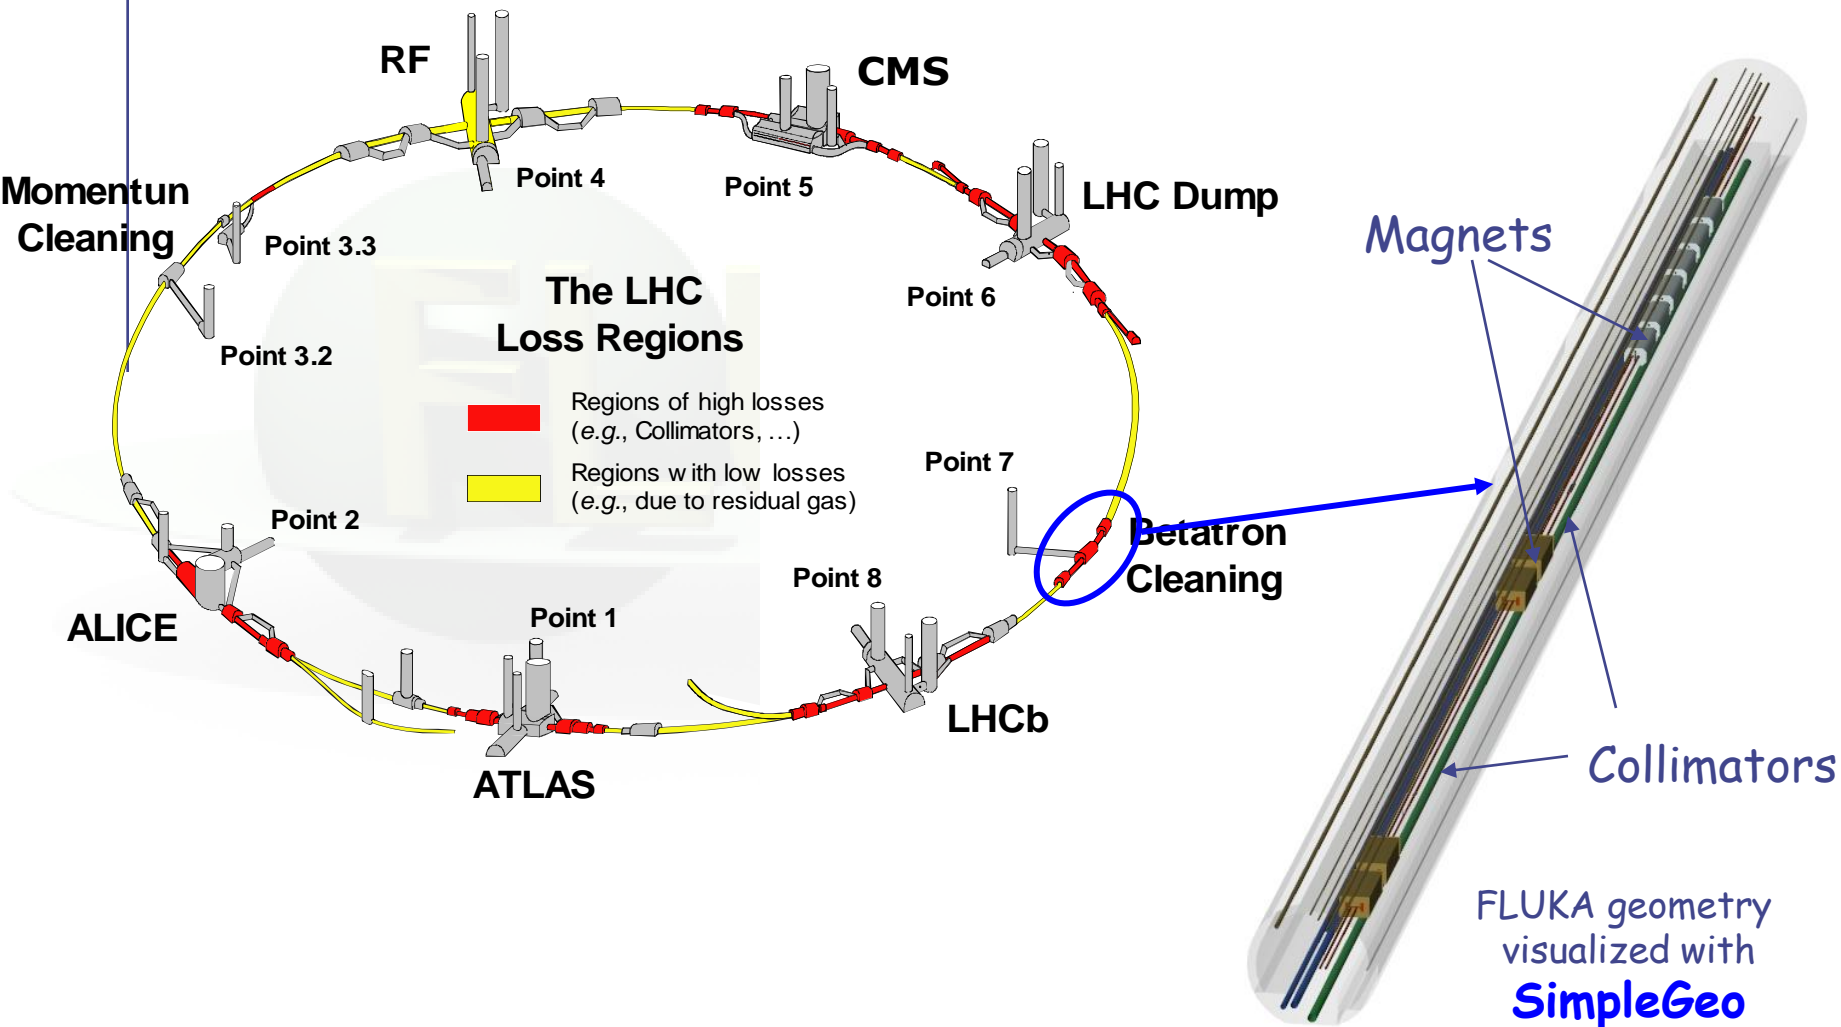 RF
CMS
Point 4
Point 5
LHC Dump
Momentun
Cleaning
Point 3.3
Magnets
The LHC
Loss Regions
Point 6
Point 3.2
Regions of high losses
(e.g., Collimators, …)
Regions with low losses
(e.g., due to residual gas)
Point 7
Point 2
Betatron
Cleaning
Point 8
ALICE
Point 1
LHCb
ATLAS
Collimators
FLUKA geometry
visualized with
SimpleGeo